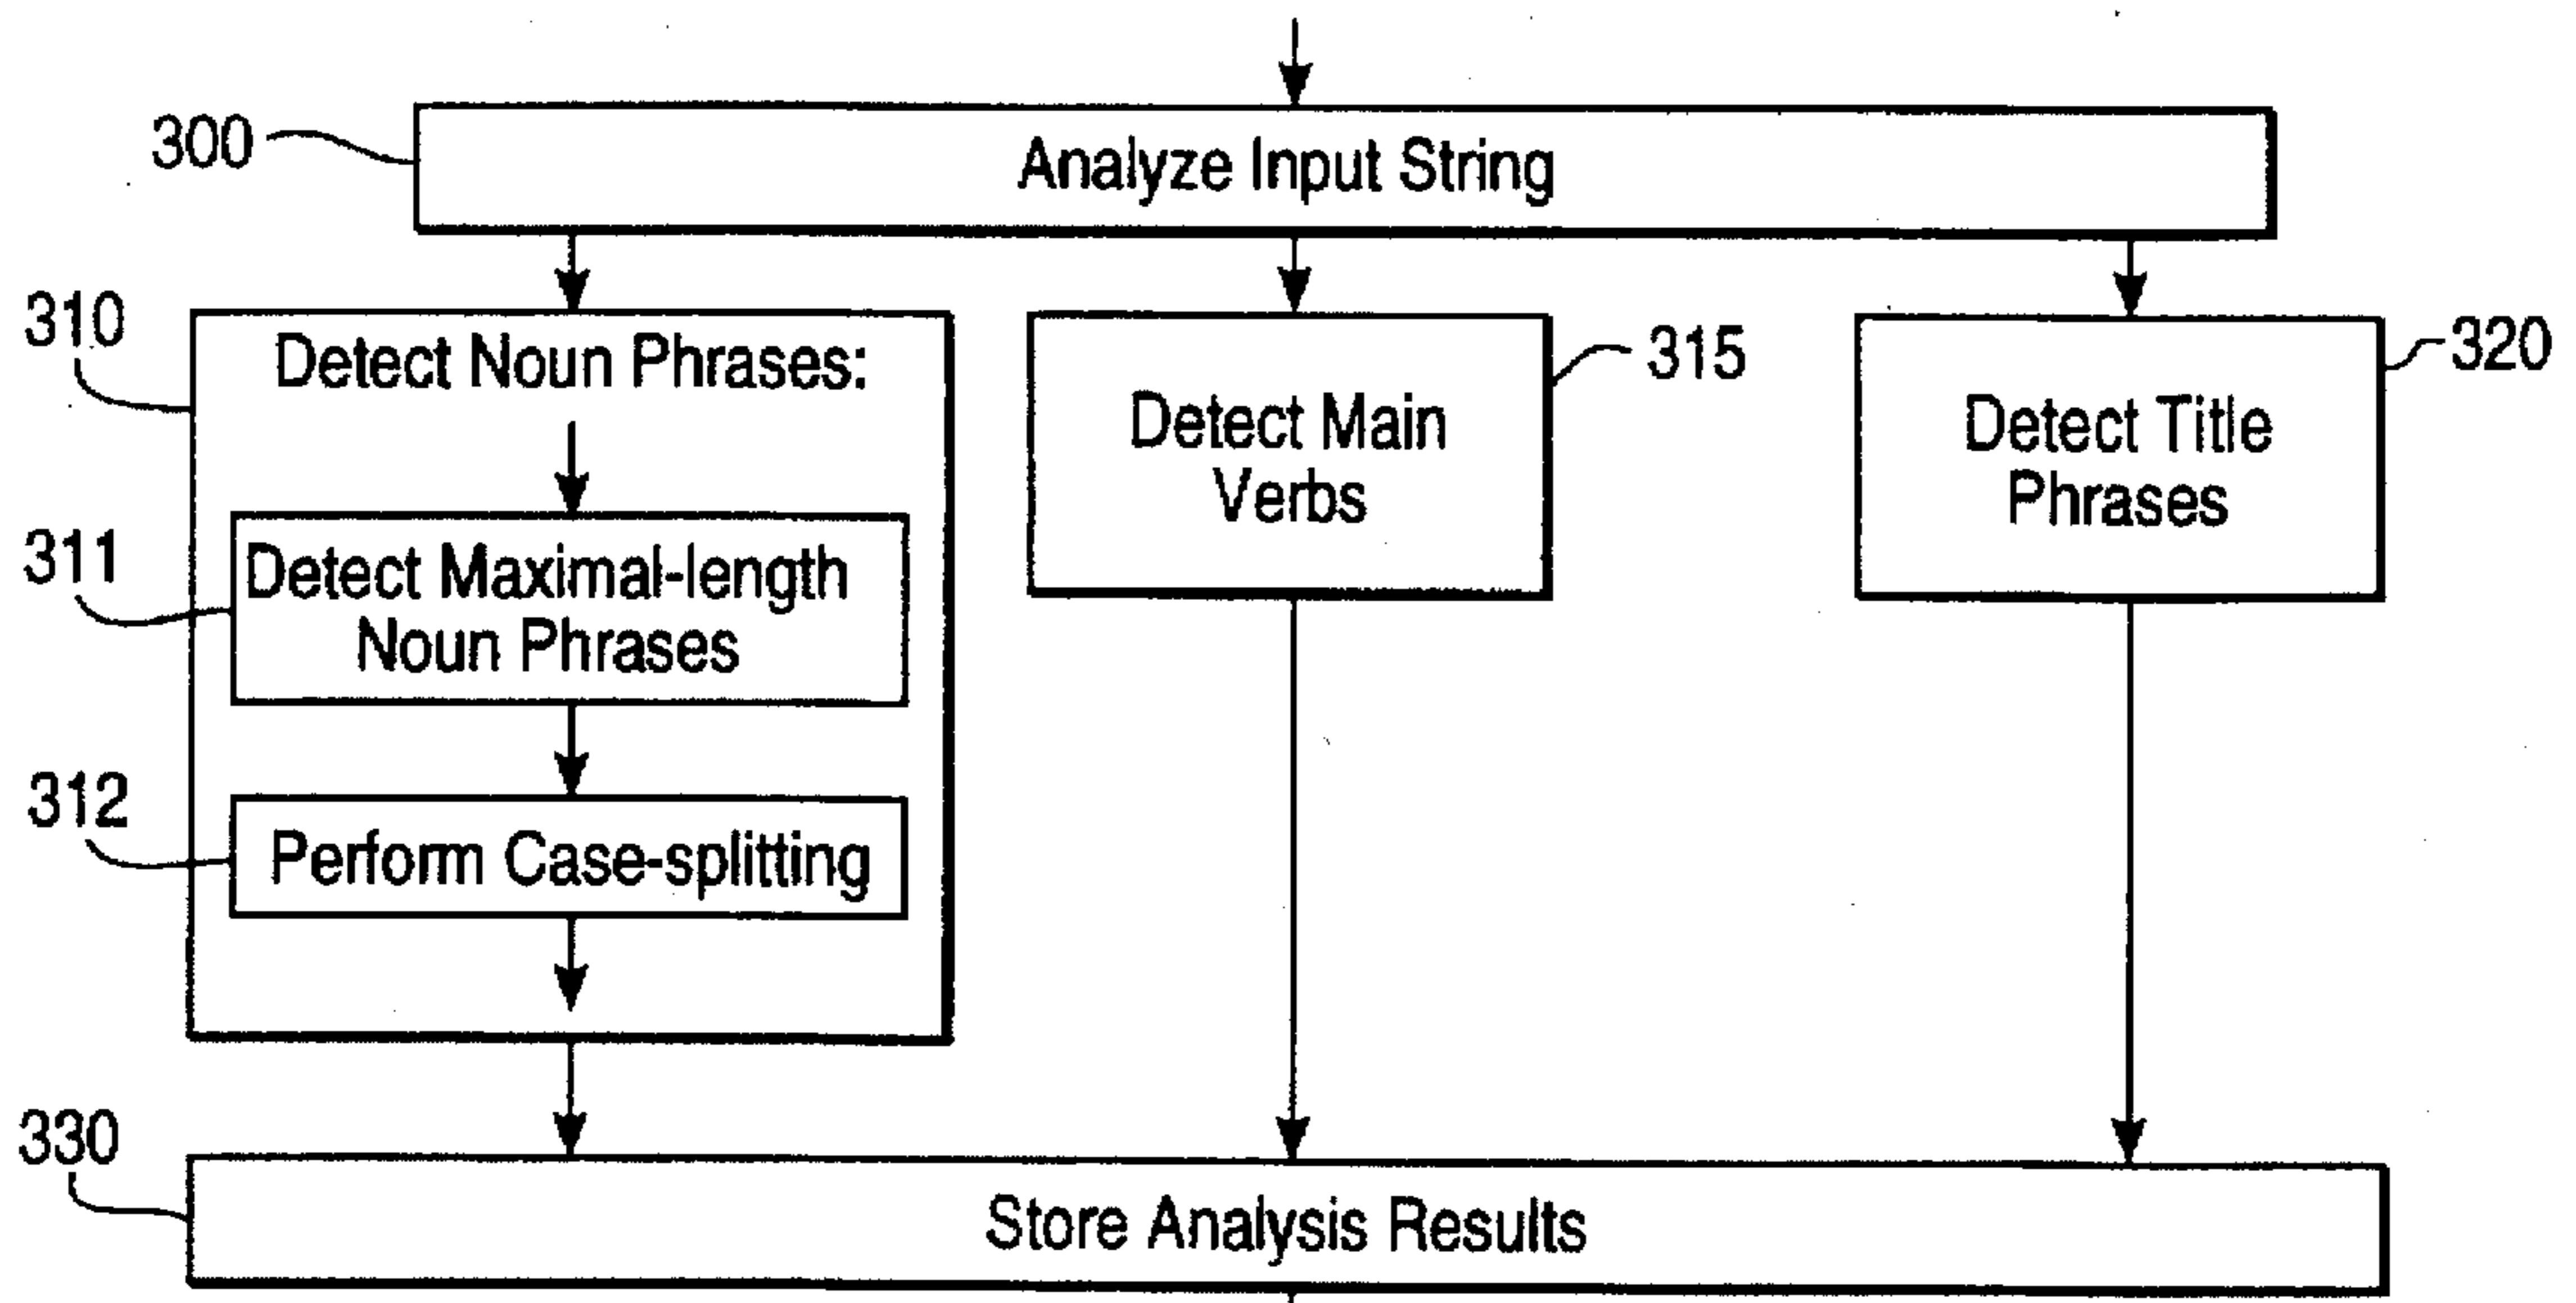 300
Analyze Input String
310
Detect Noun Phrases:
311
Detect Maximal-length
Noun Phrases
312
Perform Case-splitting
315
Detect Main
Verbs
320
Detect Title
Phrases
330
Store Analysis Results